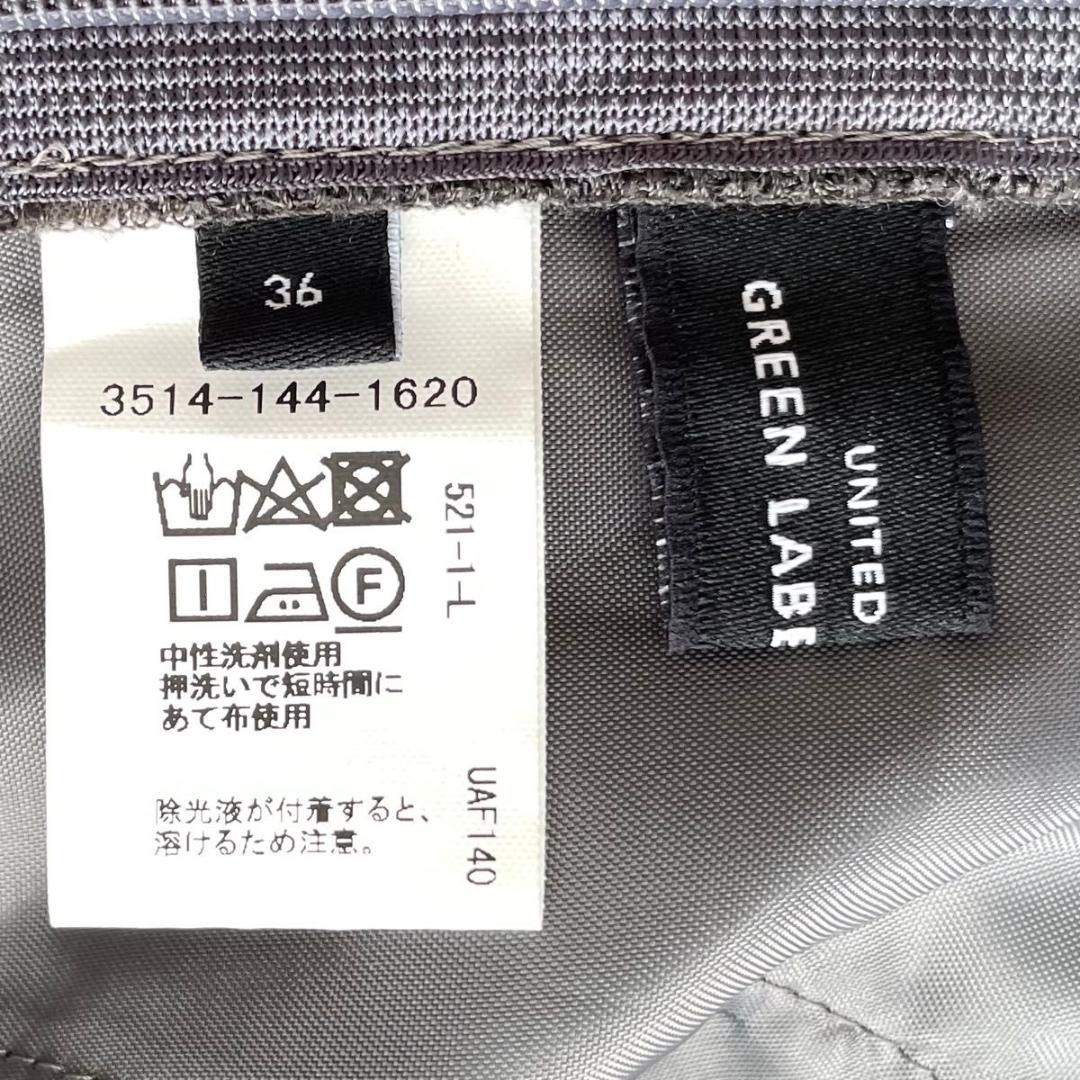 36
3514-144-1620
521-1-L
F
中性洗剤使用
押洗いで短時間に
あて布使用
除光液が付着すると、
溶けるため注意。
UAF140
UNITED
GREEN LABE